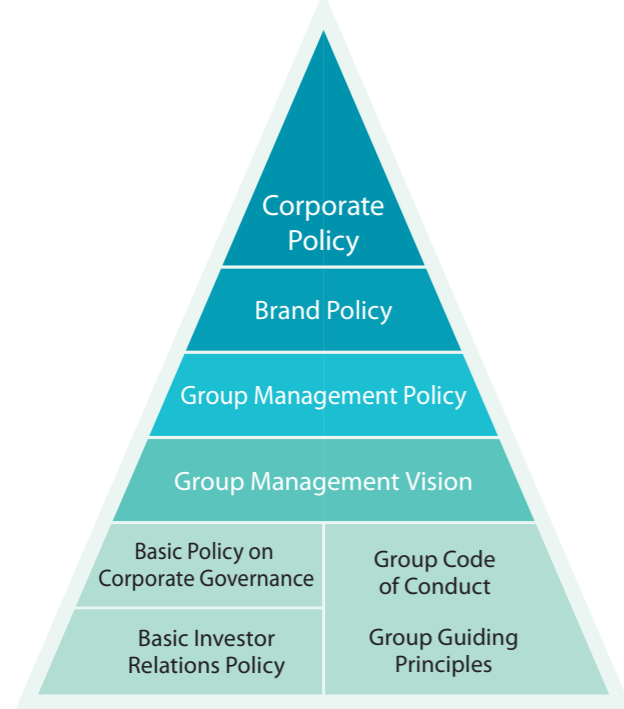 Corporate
Policy
Brand Policy
Group Management Policy
Group Management Vision
Basic Policy on
Corporate Governance
Basic Investor
Relations Policy
Group Code
of Conduct
Group Guiding
Principles